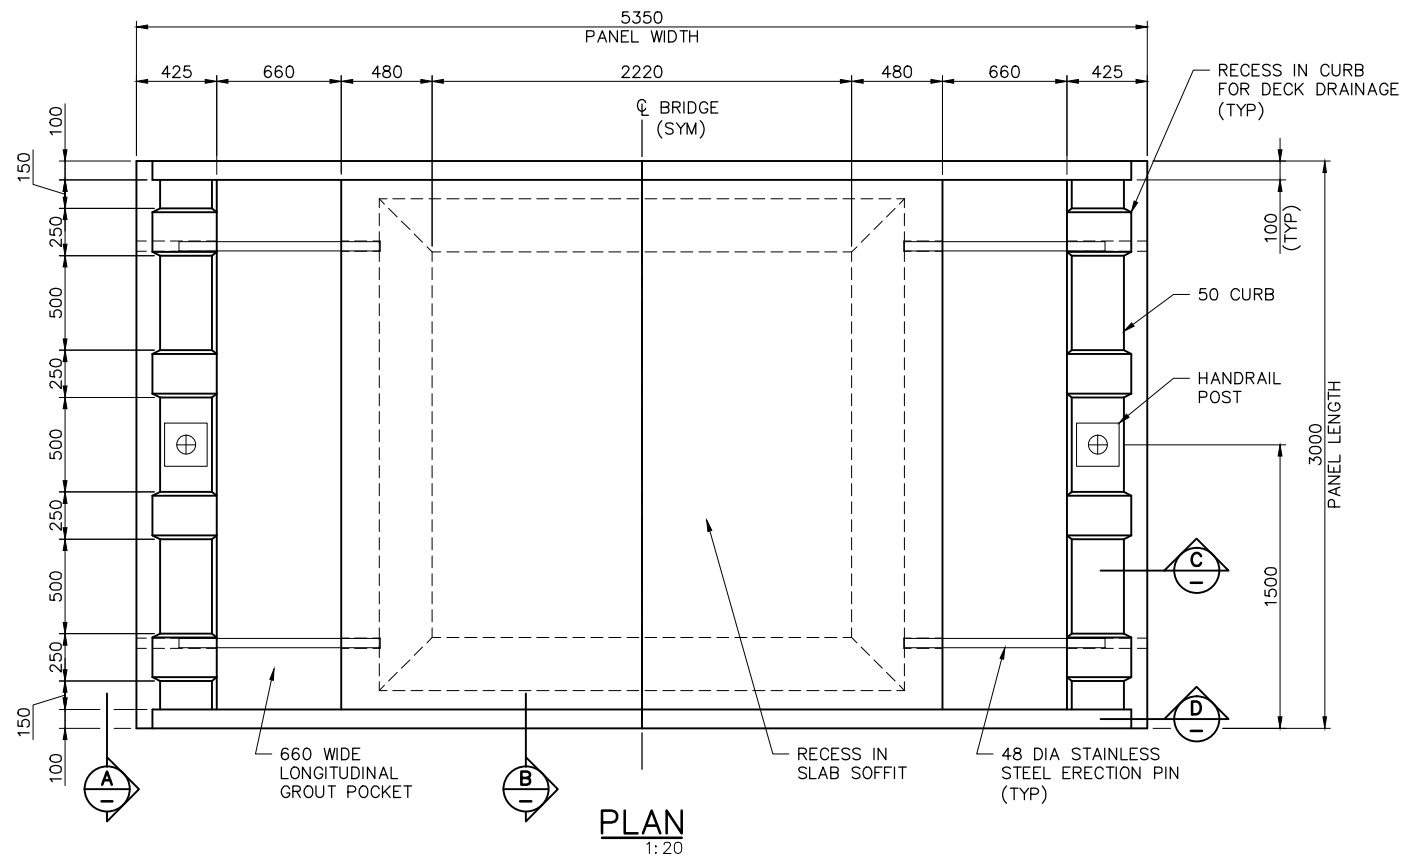 5350
PANEL WIDTH
425
660
480
2220
480
660
425
RECESS IN CURB
FOR DECK DRAINAGE
(TYP)
℄ BRIDGE
(SYM)
100
150
250
500
250
500
250
500
250
150
100
100
(TYP)
50 CURB
HANDRAIL
POST
3000
PANEL LENGTH
1500
C
–
D
–
A
–
B
–
660 WIDE
LONGITUDINAL
GROUT POCKET
RECESS IN
SLAB SOFFIT
48 DIA STAINLESS
STEEL ERECTION PIN
(TYP)
PLAN
1:20